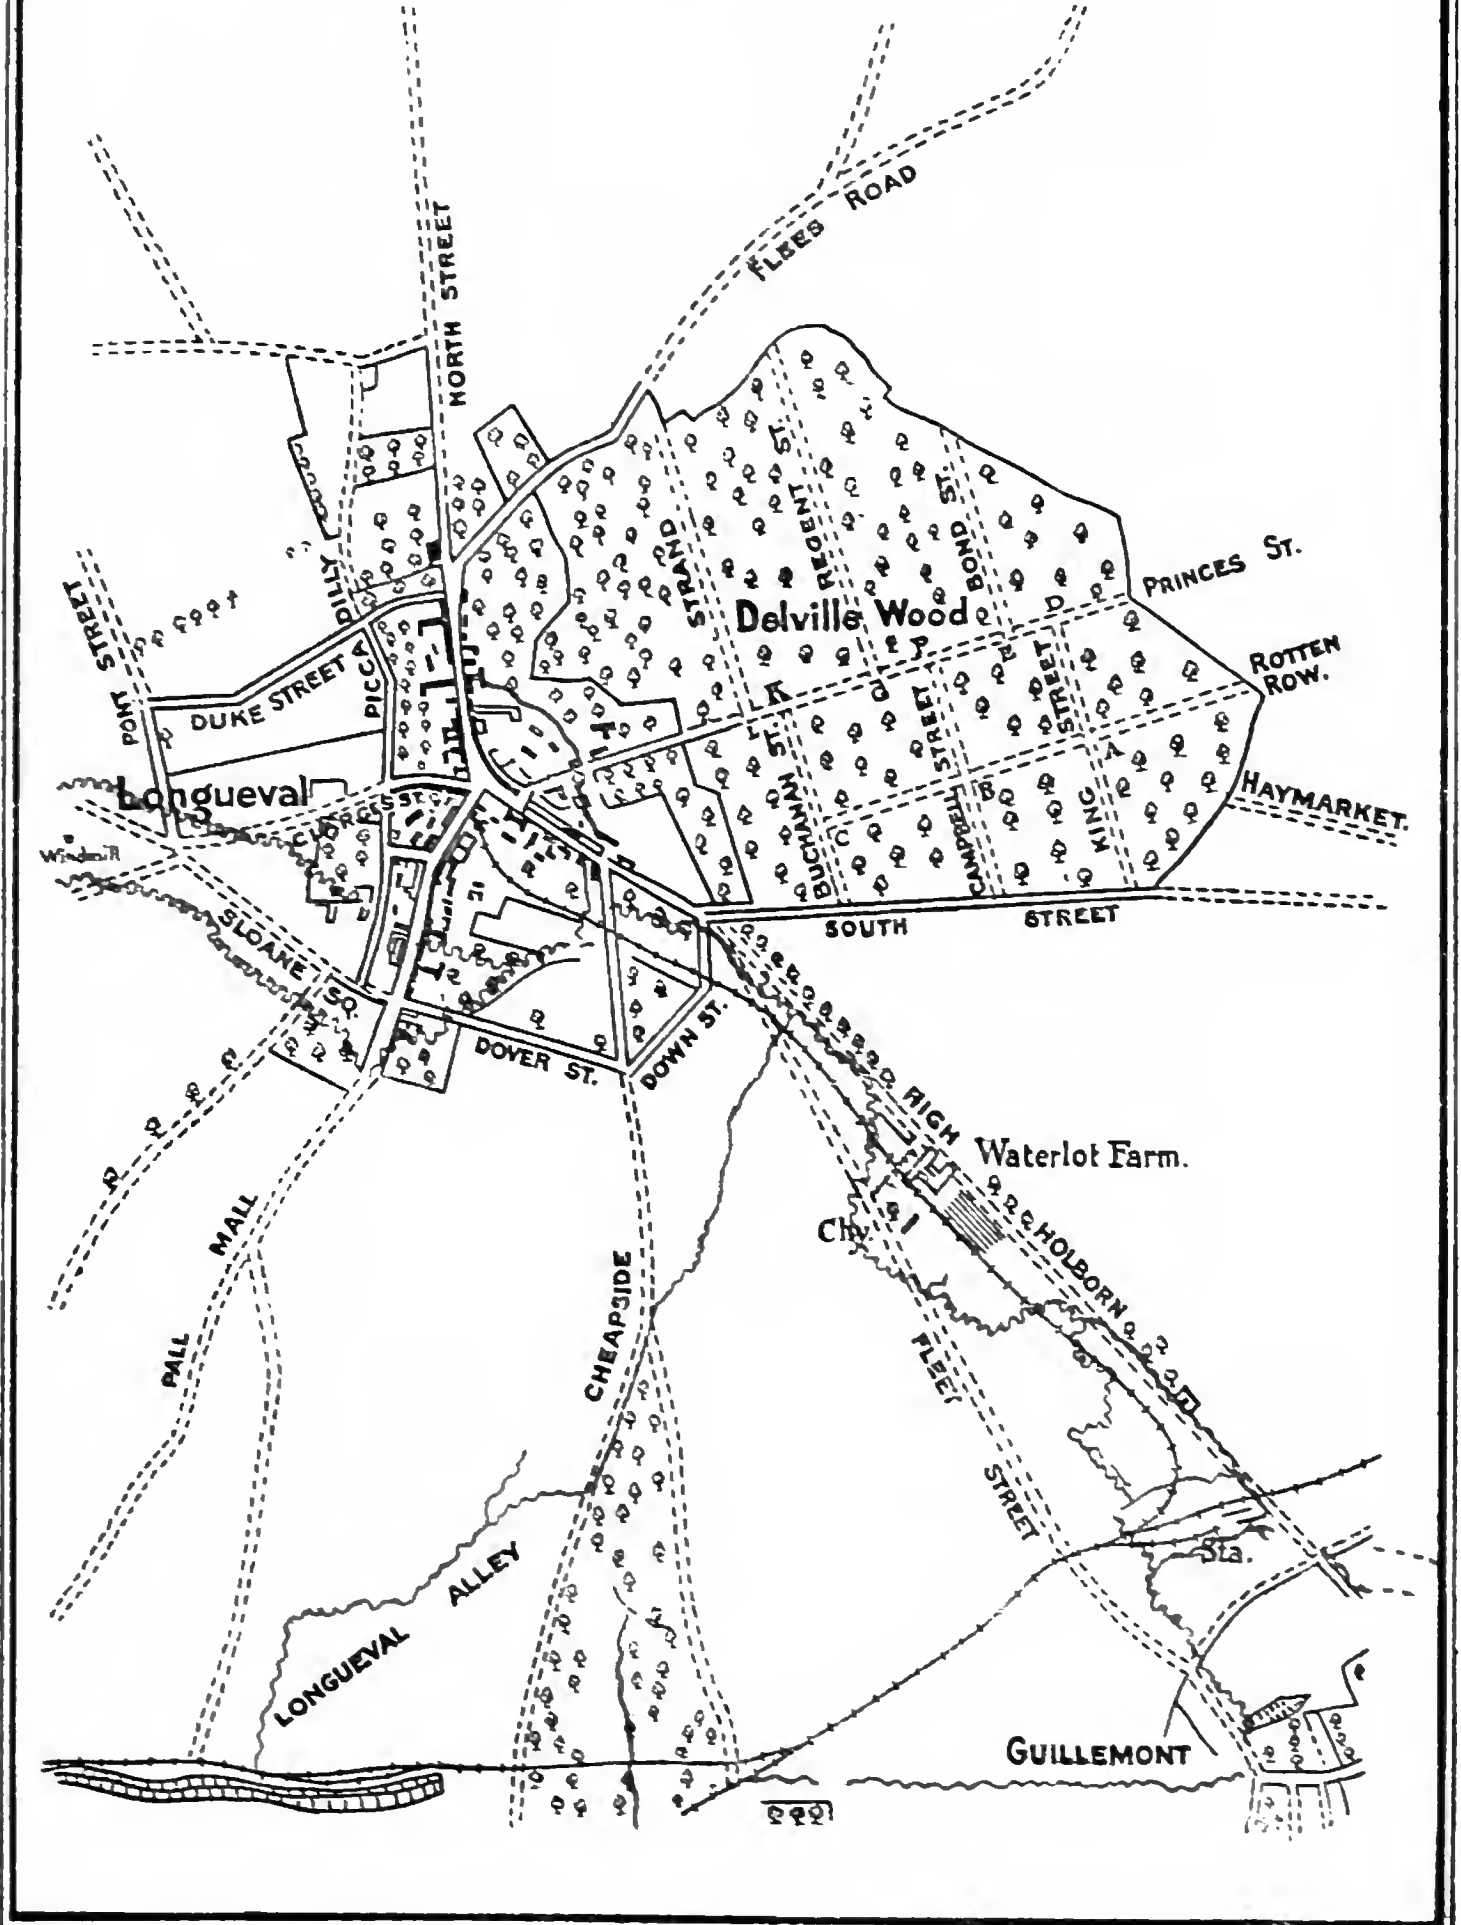 NORTH STREET
FLERS ROAD
STRAND
REGENT ST.
BOND ST.
PRINCES ST.
Delville Wood
ROTTEN
ROW.
HAYMARKET.
PARK
BUCHANAN ST.
CAMPBELL STREET
KING STREET
SOUTH STREET
PONT STREET
DUKE STREET
PICCADILLY
Longueval
CLARGES ST.
Windmill
SLOANE SQ.
DOVER ST.
DOWN ST.
HIGH HOLBORN
Waterlot Farm.
Chy.
PALL MALL
CHEAPSIDE
FLEET STREET
Sta.
LONGUEVAL ALLEY
GUILLEMONT